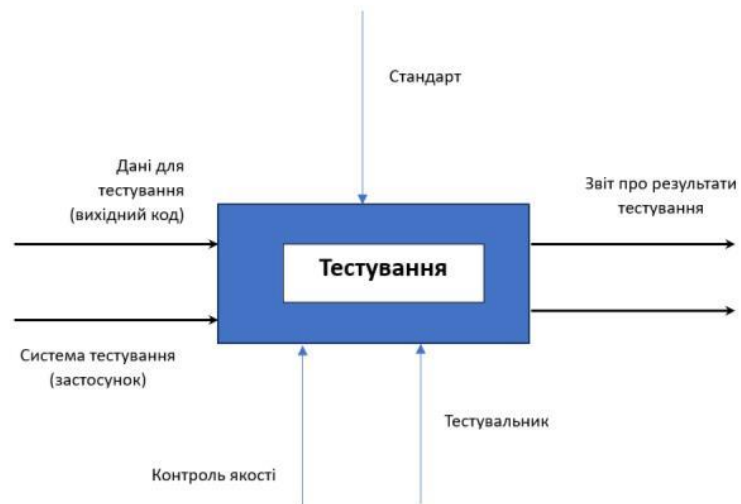 Стандарт
Дані для
тестування
(вихідний код)
Звіт про результати
тестування
Тестування
Система тестування
(застосунок)
Тестувальник
Контроль якості